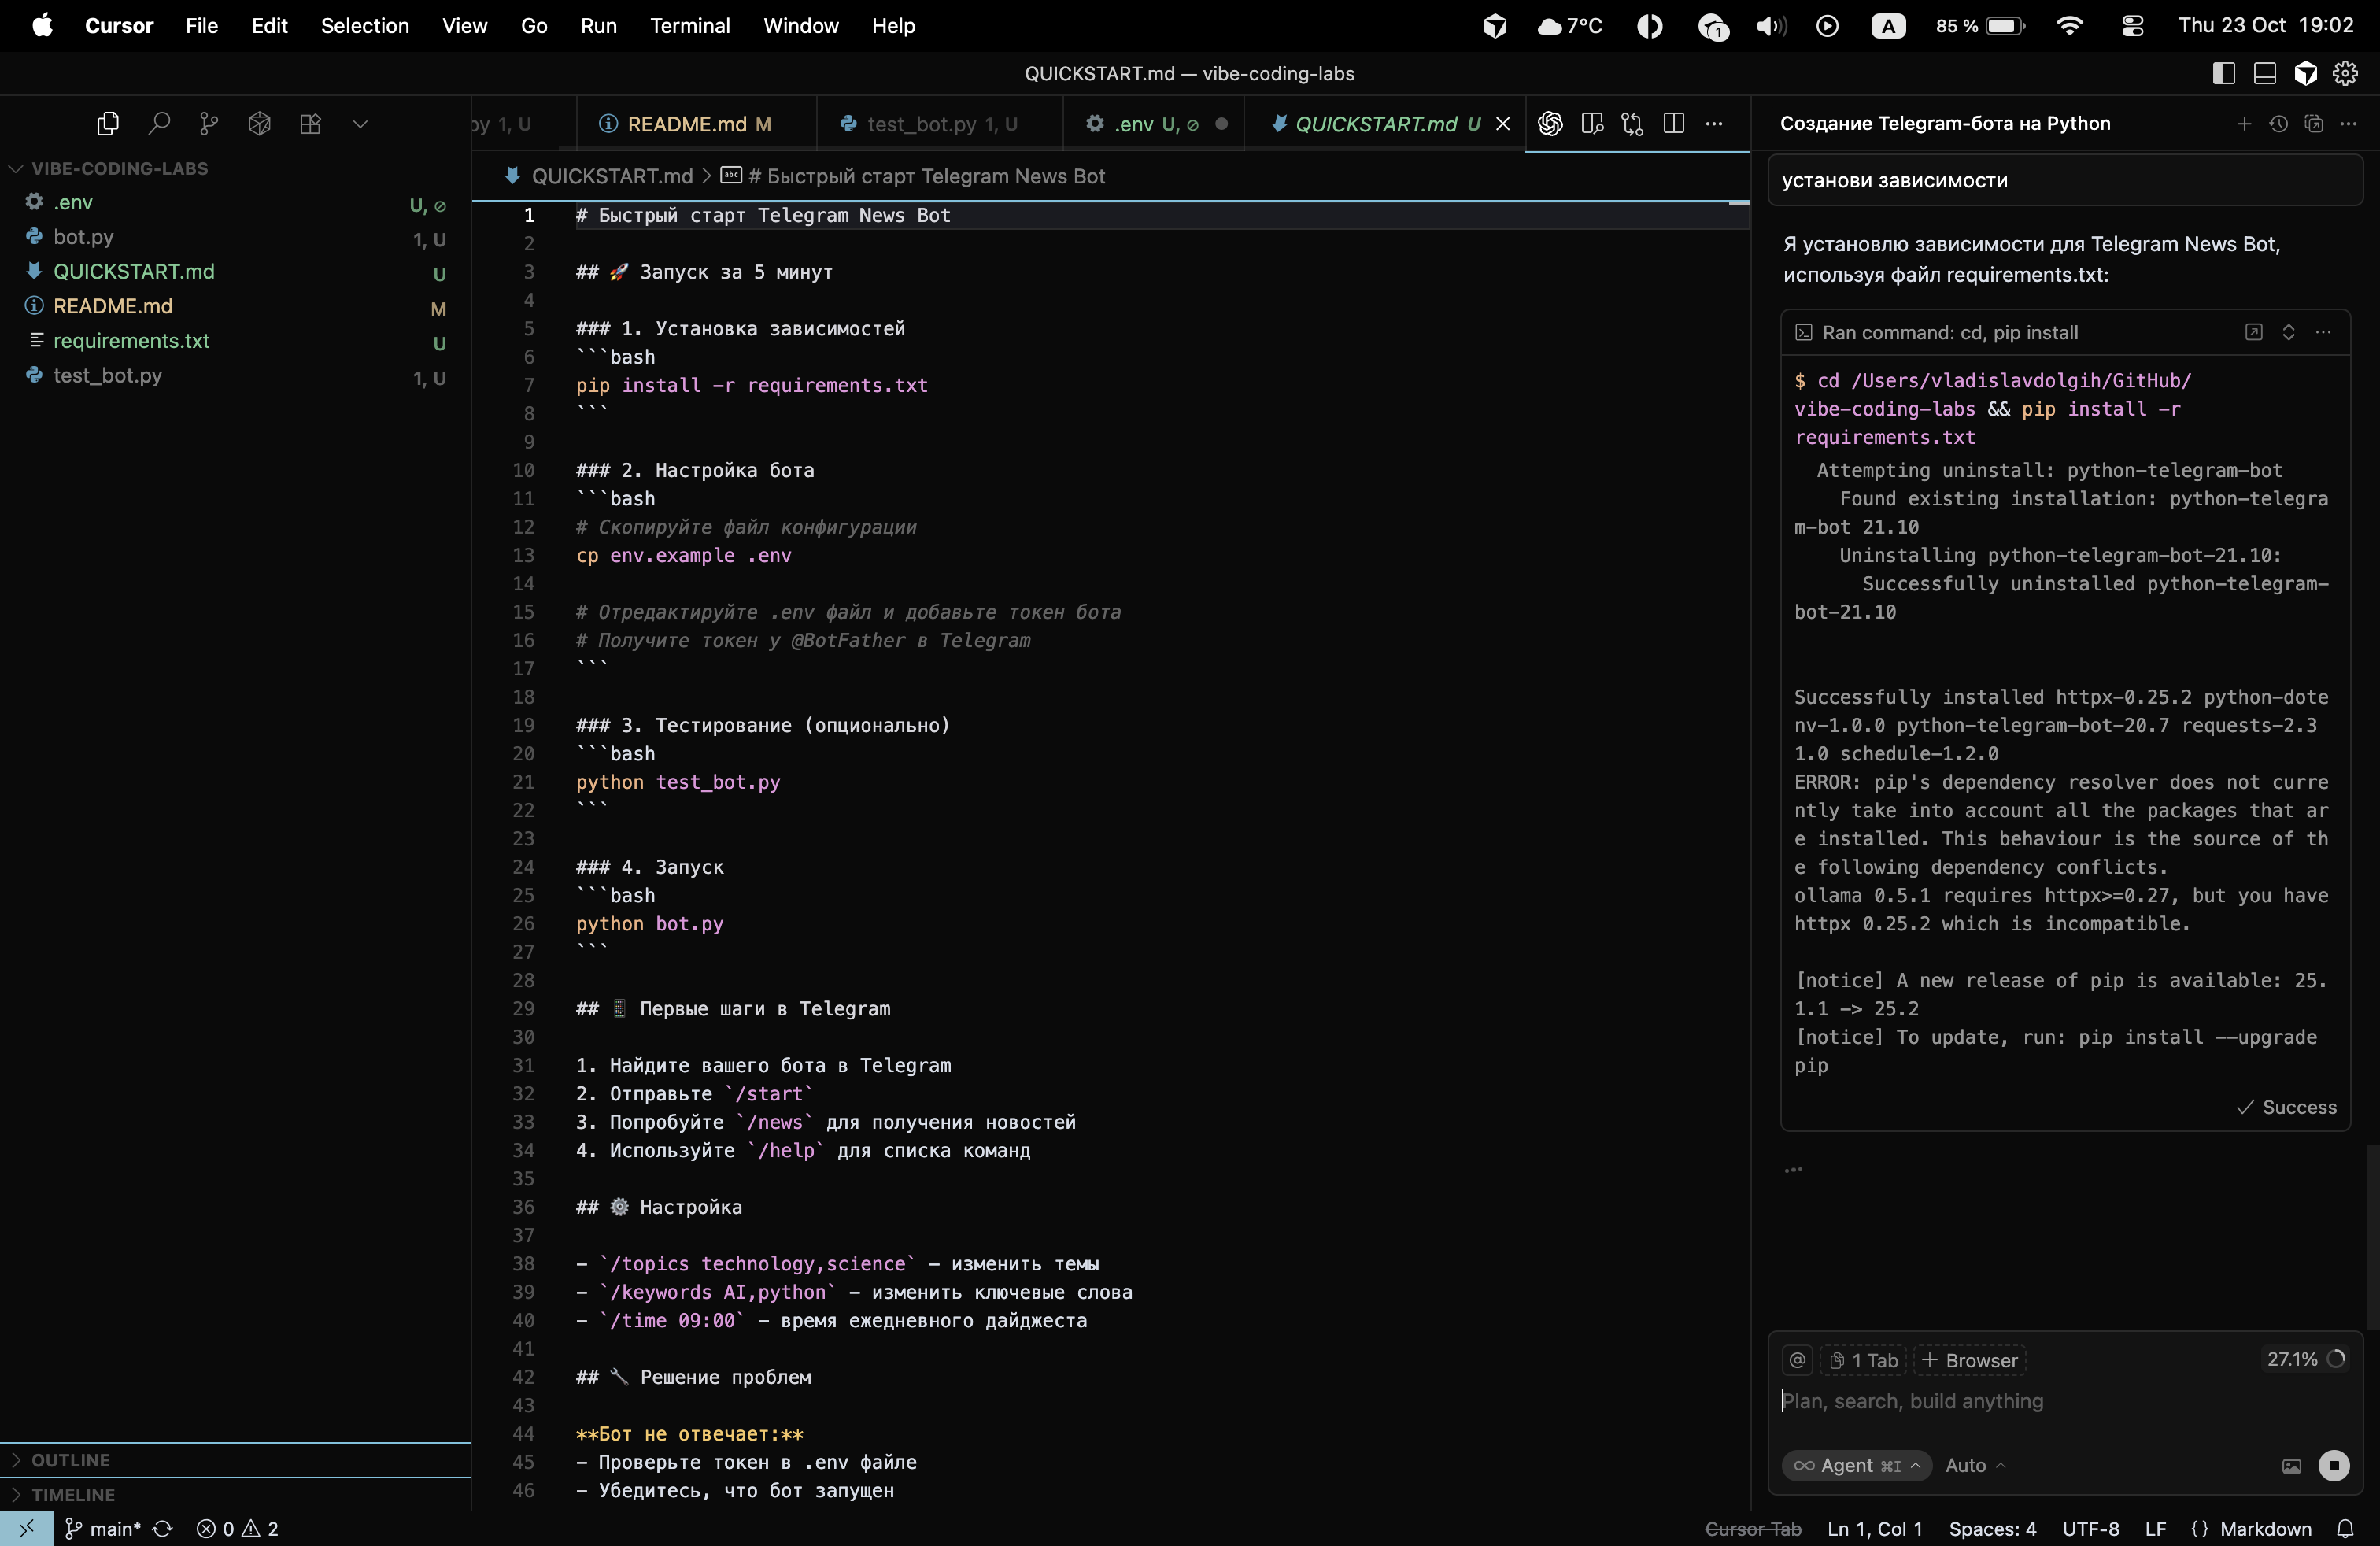 Cursor File Edit Selection View Go Run Terminal Window Help 7°C 1 A 85 % Thu 23 Oct 19:02
QUICKSTART.md — vibe-coding-labs
VIBE-CODING-LABS
.env U,
bot.py 1, U
QUICKSTART.md U
README.md M
requirements.txt U
test_bot.py 1, U
OUTLINE
TIMELINE
py 1, U README.md M test_bot.py 1, U .env U, QUICKSTART.md U
QUICKSTART.md > abc # Быстрый старт Telegram News Bot
1 # Быстрый старт Telegram News Bot
2
3 ## 🚀 Запуск за 5 минут
4
5 ### 1. Установка зависимостей
6 ```bash
7 pip install -r requirements.txt
8 ```
9
10 ### 2. Настройка бота
11 ```bash
12 # Скопируйте файл конфигурации
13 cp env.example .env
14
15 # Отредактируйте .env файл и добавьте токен бота
16 # Получите токен у @BotFather в Telegram
17 ```
18
19 ### 3. Тестирование (опционально)
20 ```bash
21 python test_bot.py
22 ```
23
24 ### 4. Запуск
25 ```bash
26 python bot.py
27 ```
28
29 ## 📱 Первые шаги в Telegram
30
31 1. Найдите вашего бота в Telegram
32 2. Отправьте `/start`
33 3. Попробуйте `/news` для получения новостей
34 4. Используйте `/help` для списка команд
35
36 ## ⚙️ Настройка
37
38 - `/topics technology,science` - изменить темы
39 - `/keywords AI,python` - изменить ключевые слова
40 - `/time 09:00` - время ежедневного дайджеста
41
42 ## 🔧 Решение проблем
43
44 **Бот не отвечает:**
45 - Проверьте токен в .env файле
46 - Убедитесь, что бот запущен
Создание Telegram-бота на Python
установи зависимости
Я установлю зависимости для Telegram News Bot,
используя файл requirements.txt:
Ran command: cd, pip install
$ cd /Users/vladislavdolgih/GitHub/
vibe-coding-labs && pip install -r
requirements.txt
Attempting uninstall: python-telegram-bot
Found existing installation: python-telegra
m-bot 21.10
Uninstalling python-telegram-bot-21.10:
Successfully uninstalled python-telegram-
bot-21.10
Successfully installed httpx-0.25.2 python-dote
nv-1.0.0 python-telegram-bot-20.7 requests-2.3
1.0 schedule-1.2.0
ERROR: pip's dependency resolver does not curre
ntly take into account all the packages that ar
e installed. This behaviour is the source of th
e following dependency conflicts.
ollama 0.5.1 requires httpx>=0.27, but you have
httpx 0.25.2 which is incompatible.
[notice] A new release of pip is available: 25.
1.1 -> 25.2
[notice] To update, run: pip install --upgrade
pip
Success
@ 1 Tab + Browser 27.1%
Plan, search, build anything
Agent ⌘I Auto
main* 0 2 Cursor Tab Ln 1, Col 1 Spaces: 4 UTF-8 LF {} Markdown